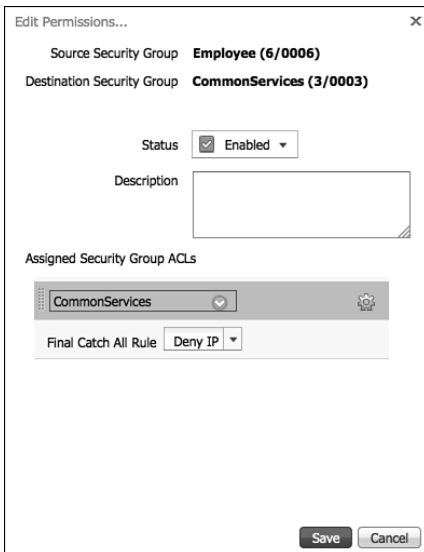 Edit Permissions...
Source Security Group Employee (6/0006)
Destination Security Group CommonServices (3/0003)
Status Enabled
Description
Assigned Security Group ACLs
CommonServices
Final Catch All Rule Deny IP
Save Cancel